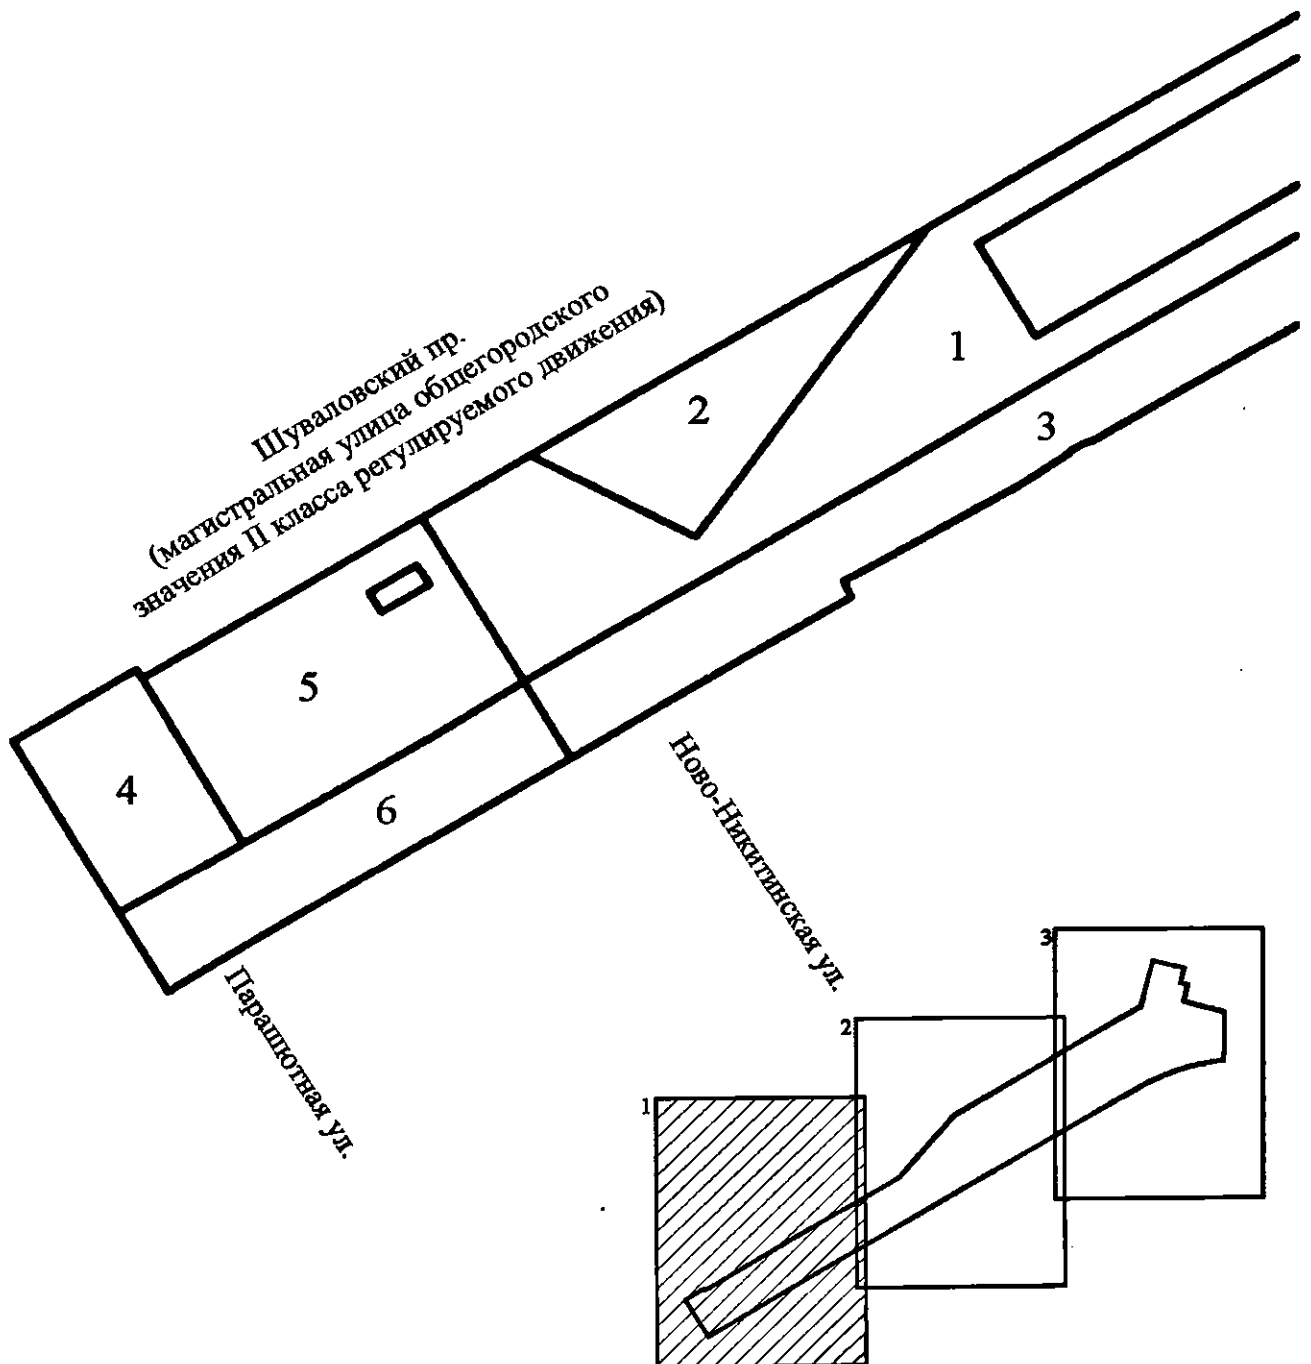 Шуваловский пр.
(магистральная улица общегородского
значения II класса регулируемого движения)
1
2
3
5
4
6
Ново-Никитинская ул.
Парашютная ул.
3
2
1